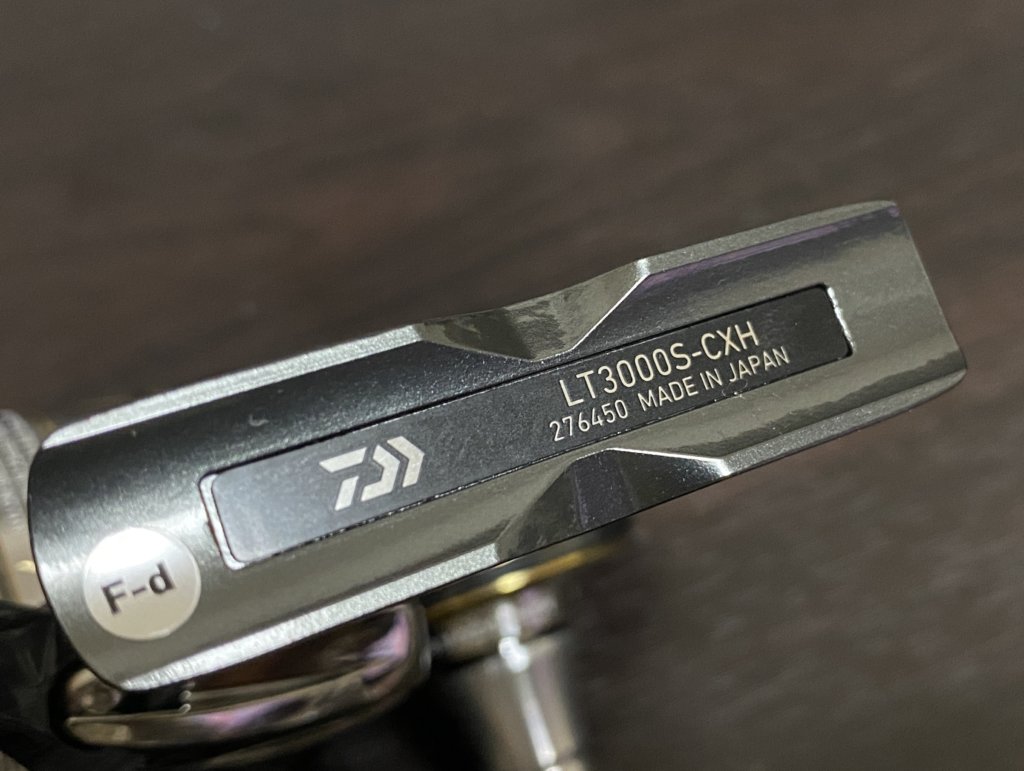 LT3000S-CXH
276450 MADE IN JAPAN
F-d